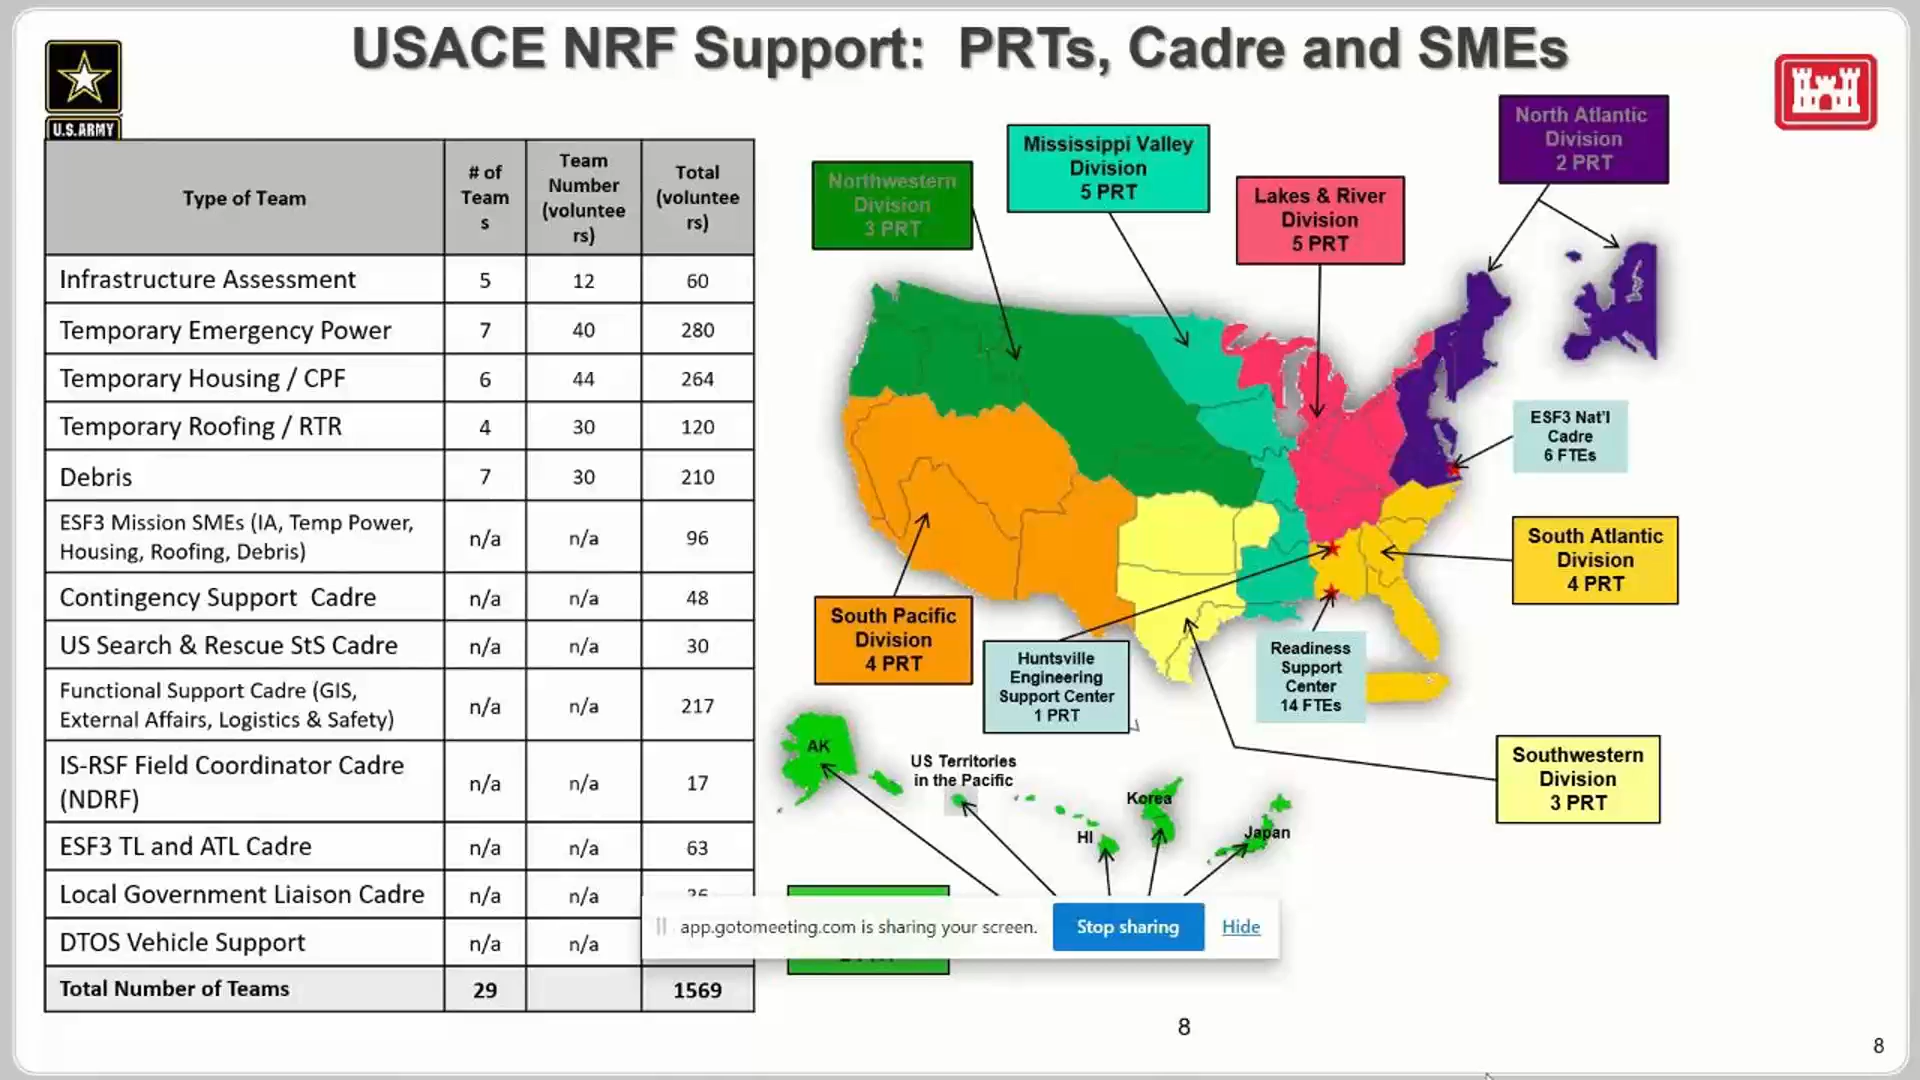 USACE NRF Support: PRTs, Cadre and SMEs
U.S.ARMY
Type of Team
# of
Team
s
Team
Number
(voluntee
rs)
Total
(voluntee
rs)
Infrastructure Assessment 5 12 60
Temporary Emergency Power 7 40 280
Temporary Housing / CPF 6 44 264
Temporary Roofing / RTR 4 30 120
Debris 7 30 210
ESF3 Mission SMEs (IA, Temp Power,
Housing, Roofing, Debris) n/a n/a 96
Contingency Support Cadre n/a n/a 48
US Search & Rescue StS Cadre n/a n/a 30
Functional Support Cadre (GIS,
External Affairs, Logistics & Safety) n/a n/a 217
IS-RSF Field Coordinator Cadre
(NDRF) n/a n/a 17
ESF3 TL and ATL Cadre n/a n/a 63
Local Government Liaison Cadre n/a n/a
DTOS Vehicle Support n/a n/a
Total Number of Teams 29 1569
Northwestern
Division
3 PRT
Mississippi Valley
Division
5 PRT
Lakes & River
Division
5 PRT
North Atlantic
Division
2 PRT
ESF3 Nat'l
Cadre
6 FTEs
South Atlantic
Division
4 PRT
South Pacific
Division
4 PRT
Huntsville
Engineering
Support Center
1 PRT
Readiness
Support
Center
14 FTEs
Southwestern
Division
3 PRT
AK
US Territories
in the Pacific
HI
Korea
Japan
app.gotomeeting.com is sharing your screen.
Stop sharing
Hide
8
8